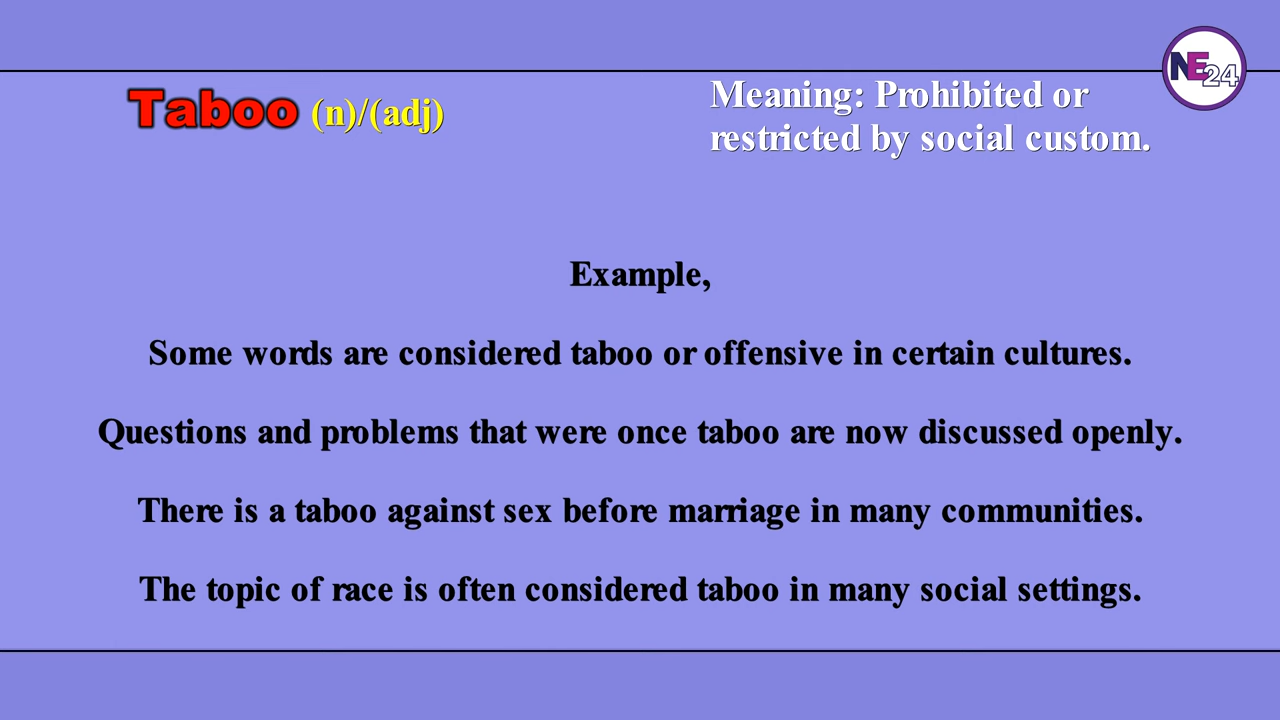 Taboo (n)/(adj)
Meaning: Prohibited or
restricted by social custom.
NE24
Example,
Some words are considered taboo or offensive in certain cultures.
Questions and problems that were once taboo are now discussed openly.
There is a taboo against sex before marriage in many communities.
The topic of race is often considered taboo in many social settings.